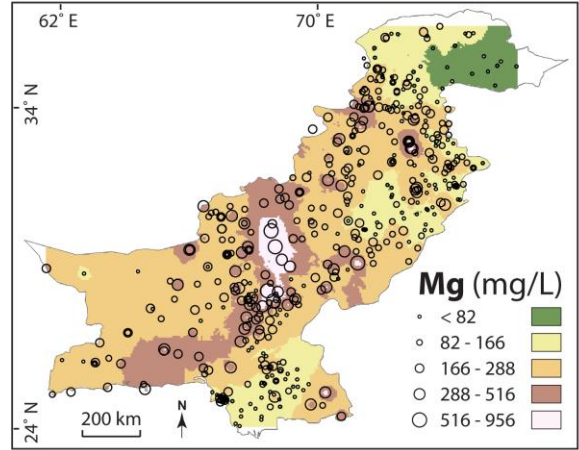 62° E
70° E
34° N
24° N
200 km
N
Mg (mg/L)
< 82
82 - 166
166 - 288
288 - 516
516 - 956